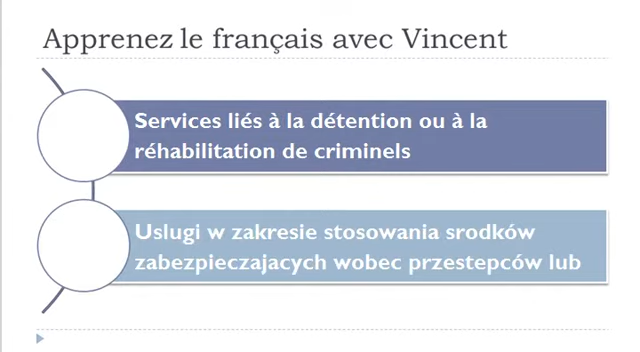 Apprenez le français avec Vincent
Services liés à la détention ou à la
réhabilitation de criminels
Uslugi w zakresie stosowania srodków
zabezpieczajacych wobec przestepców lub